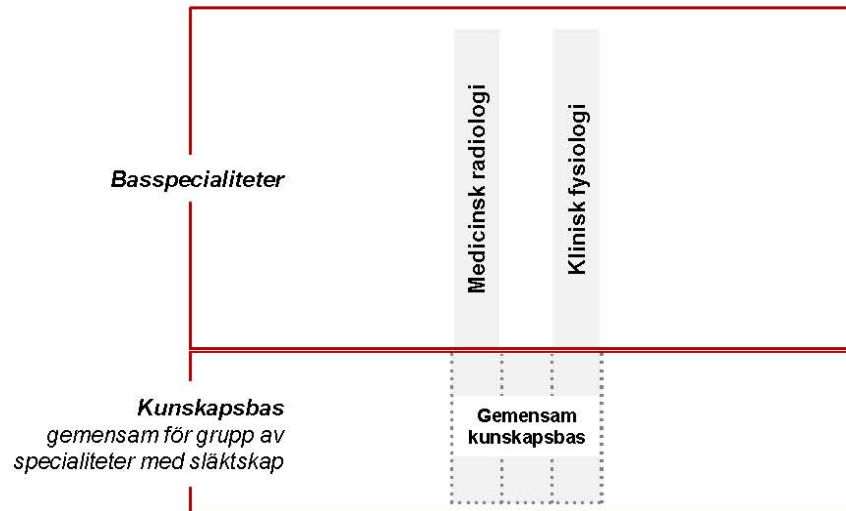 Basspecialiteter
Medicinsk radiologi
Klinisk fysiologi
Kunskapsbas
gemensam för grupp av
specialiteter med släktskap
Gemensam
kunskapsbas